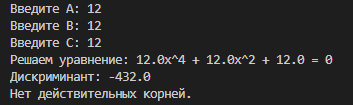 Введите A: 12
Введите B: 12
Введите C: 12
Решаем уравнение: 12.0x^4 + 12.0x^2 + 12.0 = 0
Дискриминант: -432.0
Нет действительных корней.